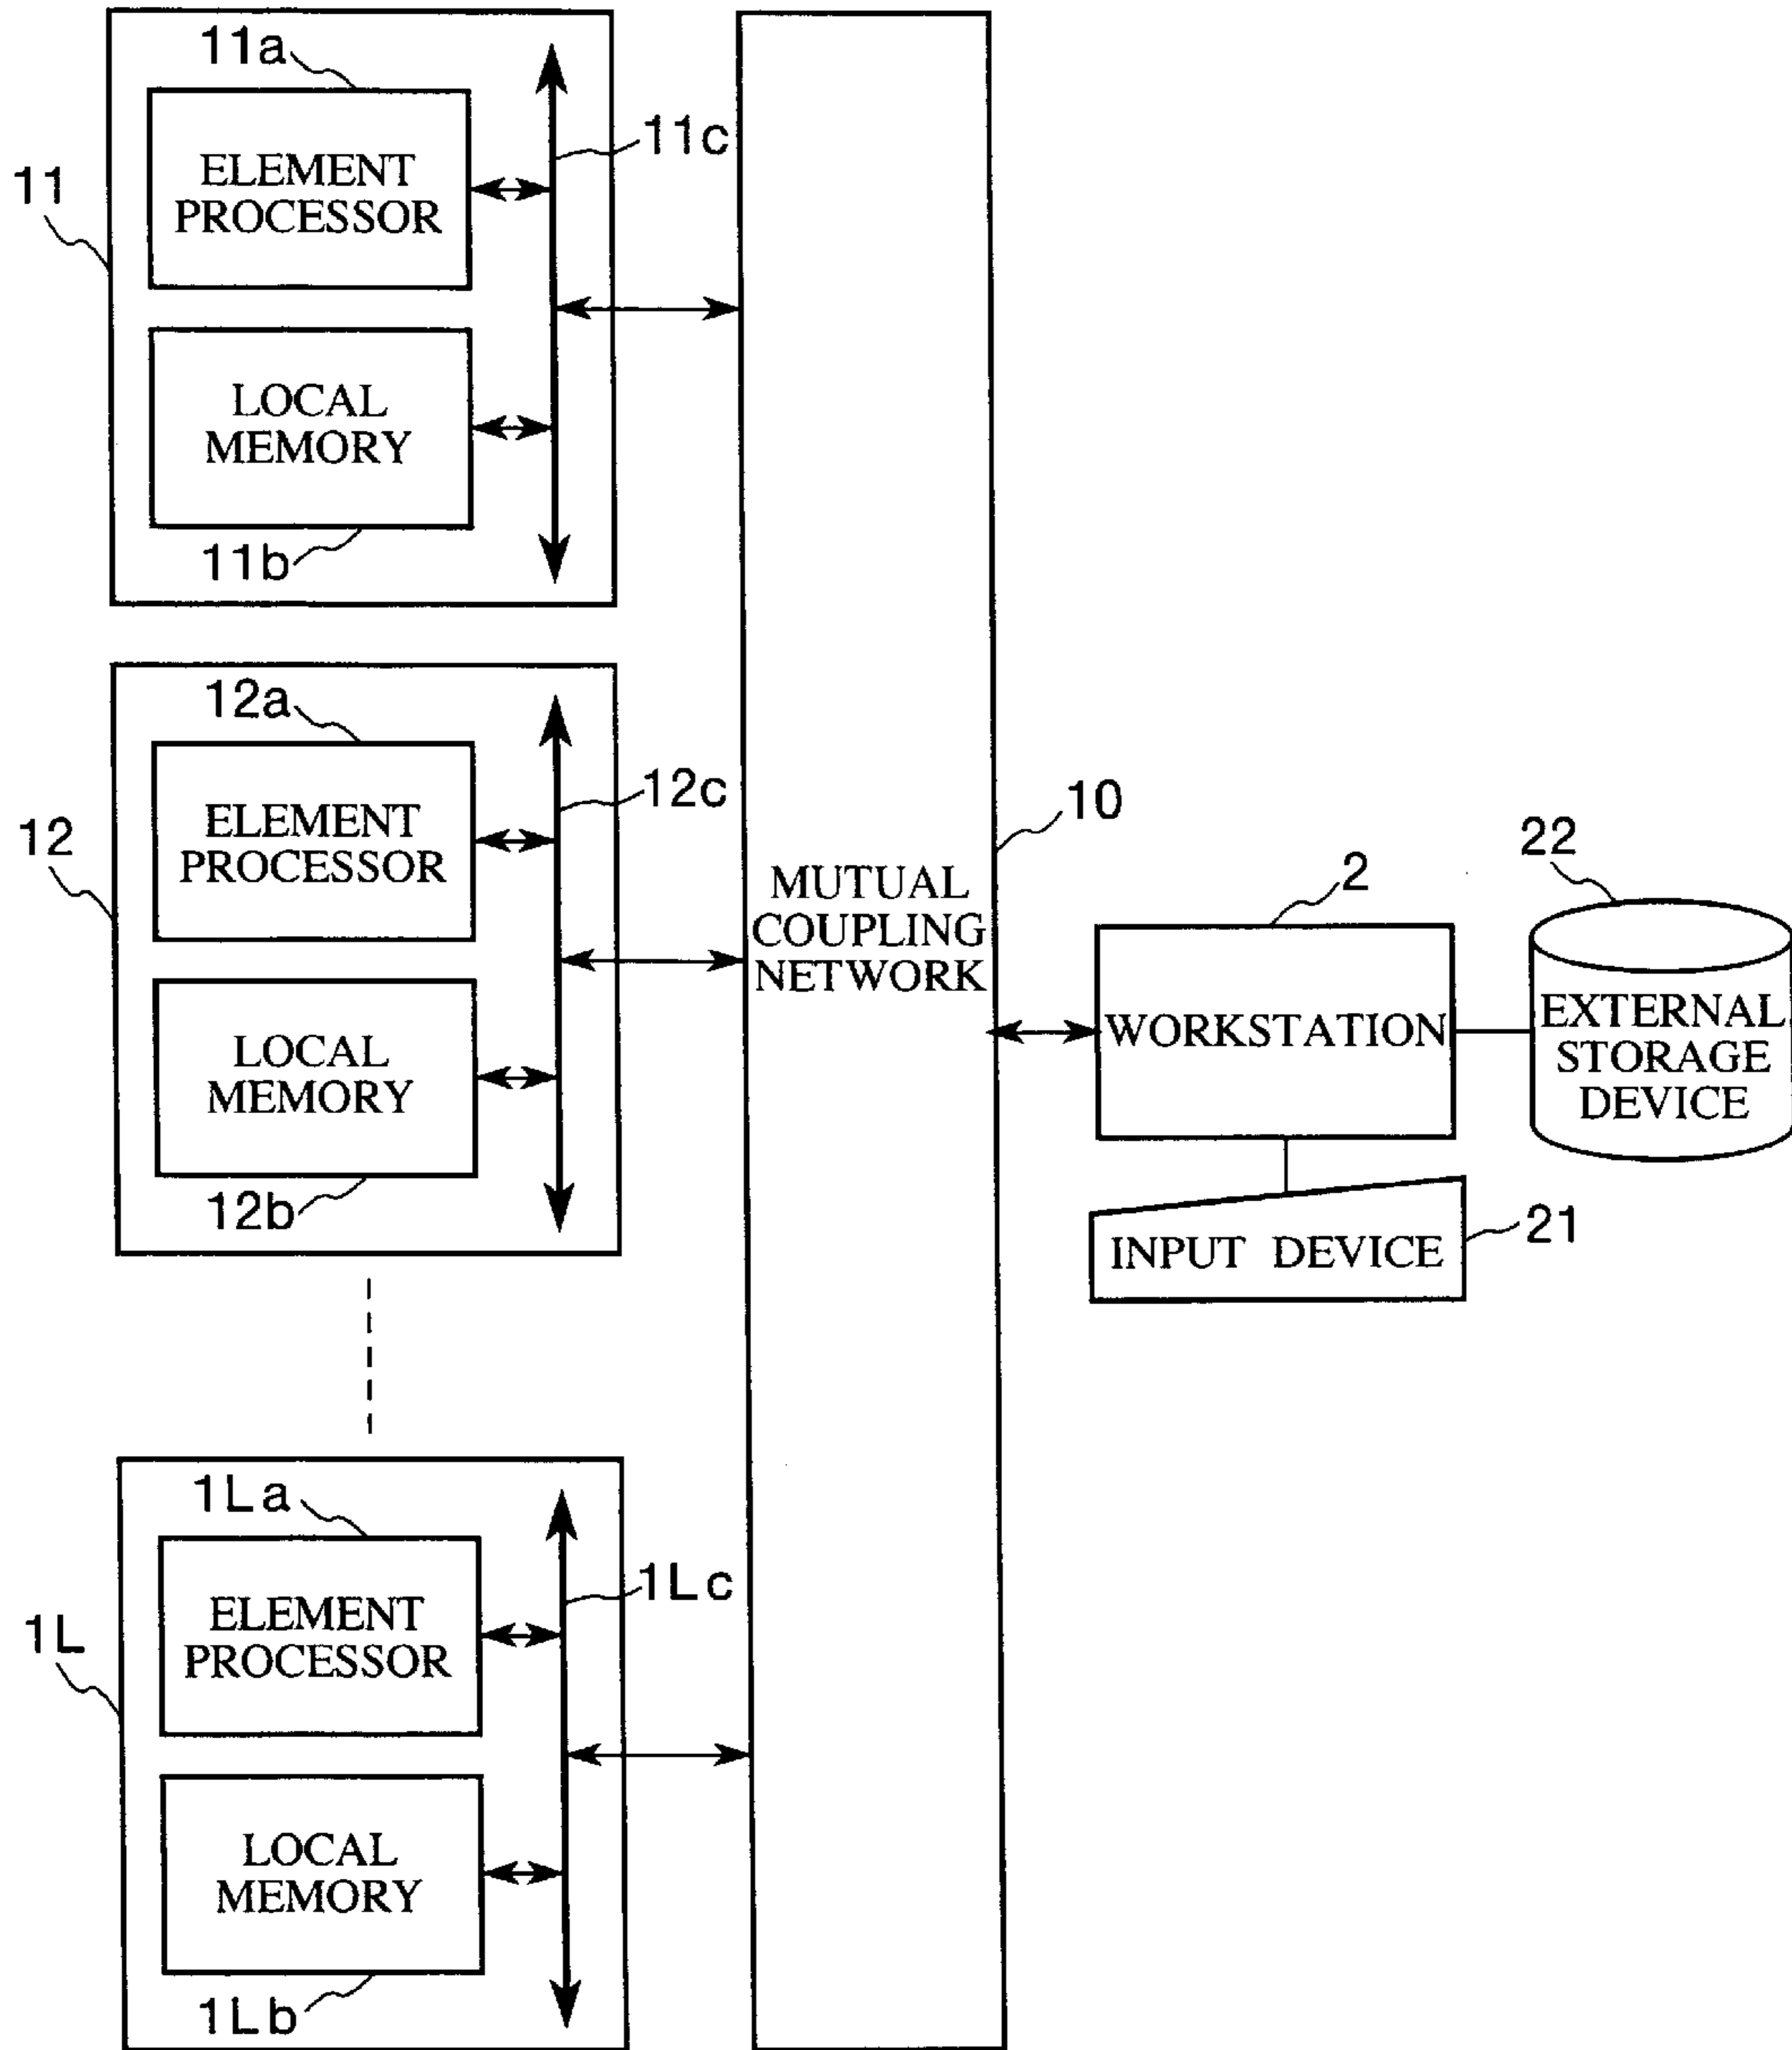 11a
11c
11
ELEMENT
PROCESSOR
LOCAL
MEMORY
11b
12a
12c
12
ELEMENT
PROCESSOR
LOCAL
MEMORY
12b
10
MUTUAL
COUPLING
NETWORK
2
22
WORKSTATION
EXTERNAL
STORAGE
DEVICE
INPUT DEVICE
21
1La
1Lc
1L
ELEMENT
PROCESSOR
LOCAL
MEMORY
1Lb